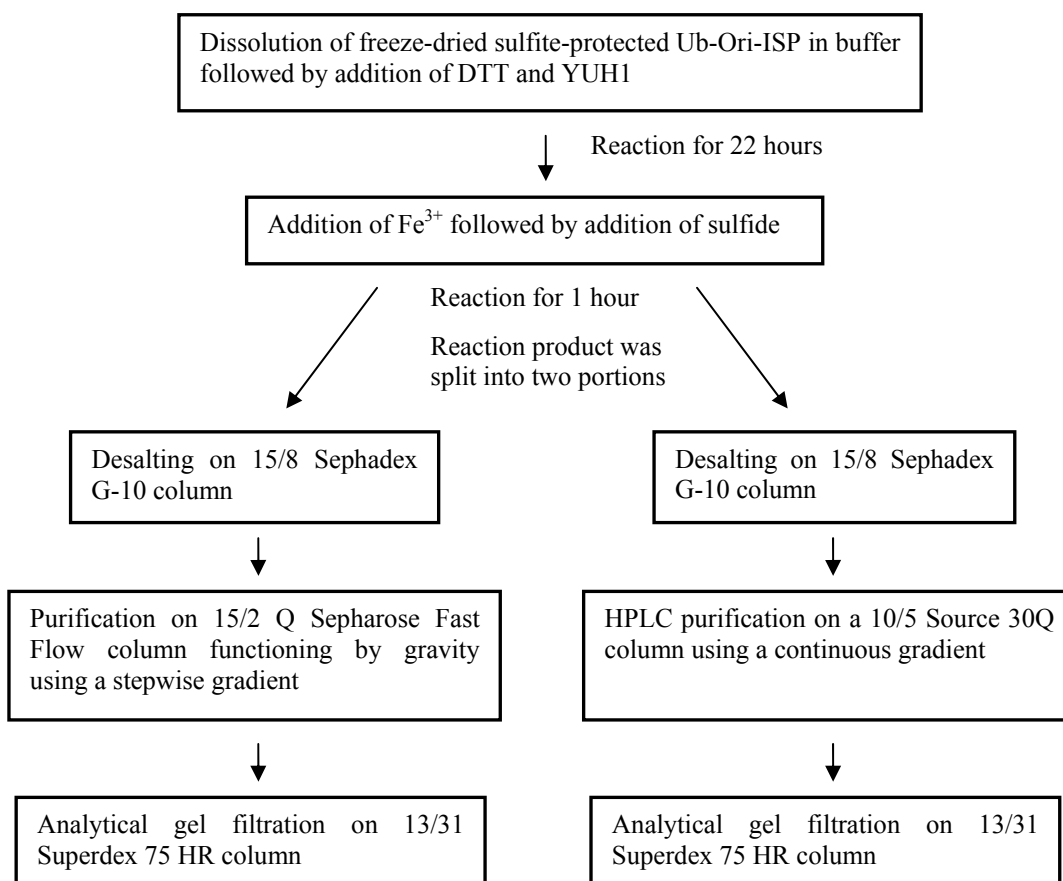 Dissolution of freeze-dried sulfite-protected Ub-Ori-ISP in buffer
followed by addition of DTT and YUH1
Reaction for 22 hours
Addition of Fe³⁺ followed by addition of sulfide
Reaction for 1 hour
Reaction product was
split into two portions
Desalting on 15/8 Sephadex
G-10 column
Desalting on 15/8 Sephadex
G-10 column
Purification on 15/2 Q Sepharose Fast
Flow column functioning by gravity
using a stepwise gradient
HPLC purification on a 10/5 Source 30Q
column using a continuous gradient
Analytical gel filtration on 13/31
Superdex 75 HR column
Analytical gel filtration on 13/31
Superdex 75 HR column